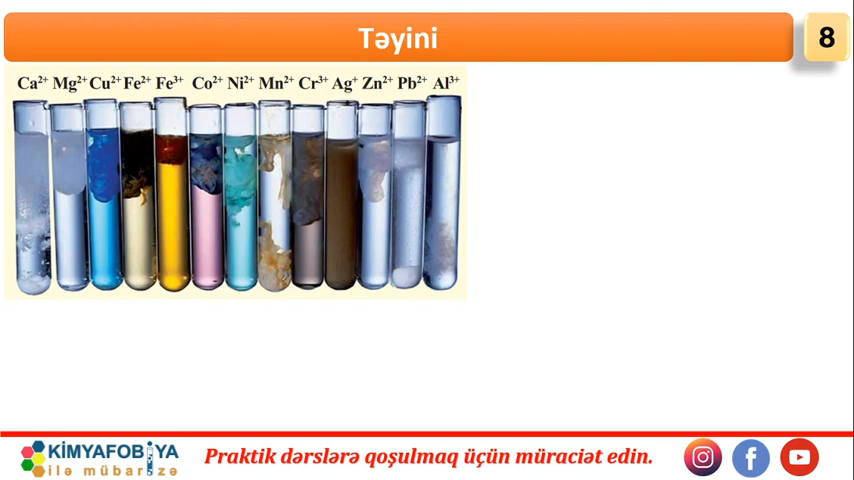 Təyini
8
Ca²⁺ Mg²⁺ Cu²⁺ Fe²⁺ Fe³⁺ Co²⁺ Ni²⁺ Mn²⁺ Cr³⁺ Ag⁺ Zn²⁺ Pb²⁺ Al³⁺
KİMYAFOBİYA
ilə mübarizə
Praktik dərslərə qoşulmaq üçün müraciət edin.